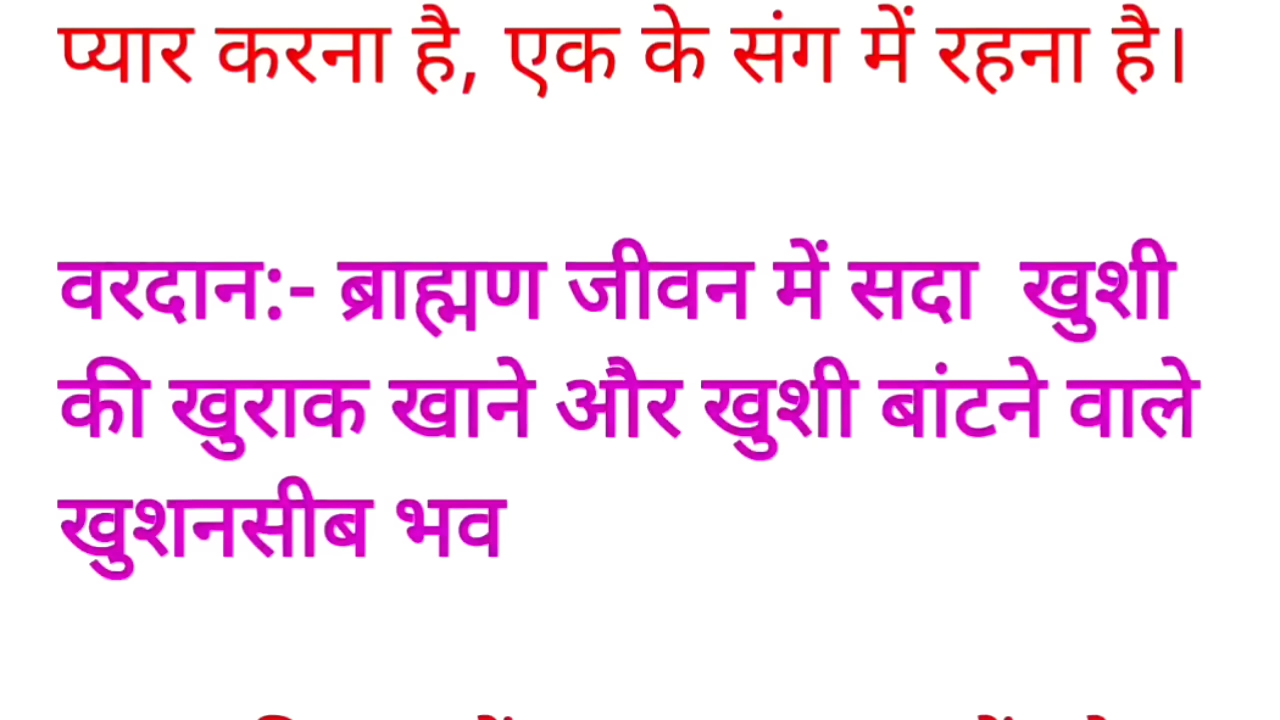 प्यार करना है, एक के संग में रहना है।
वरदान:- ब्राह्मण जीवन में सदा खुशी
की खुराक खाने और खुशी बांटने वाले
खुशनसीब भव